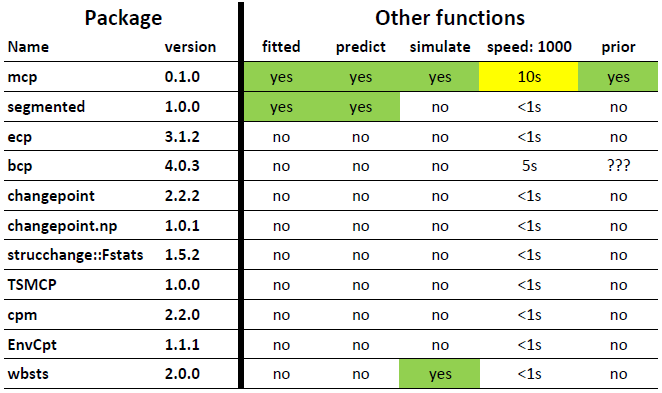 Package Other functions
Name version fitted predict simulate speed: 1000 prior
mcp 0.1.0 yes yes yes 10s yes
segmented 1.0.0 yes yes no <1s no
ecp 3.1.2 no no no <1s no
bcp 4.0.3 no no no 5s ???
changepoint 2.2.2 no no no <1s no
changepoint.np 1.0.1 no no no <1s no
strucchange::Fstats 1.5.2 no no no <1s no
TSMCP 1.0.0 no no no <1s no
cpm 2.2.0 no no no <1s no
EnvCpt 1.1.1 no no no <1s no
wbsts 2.0.0 no no yes <1s no